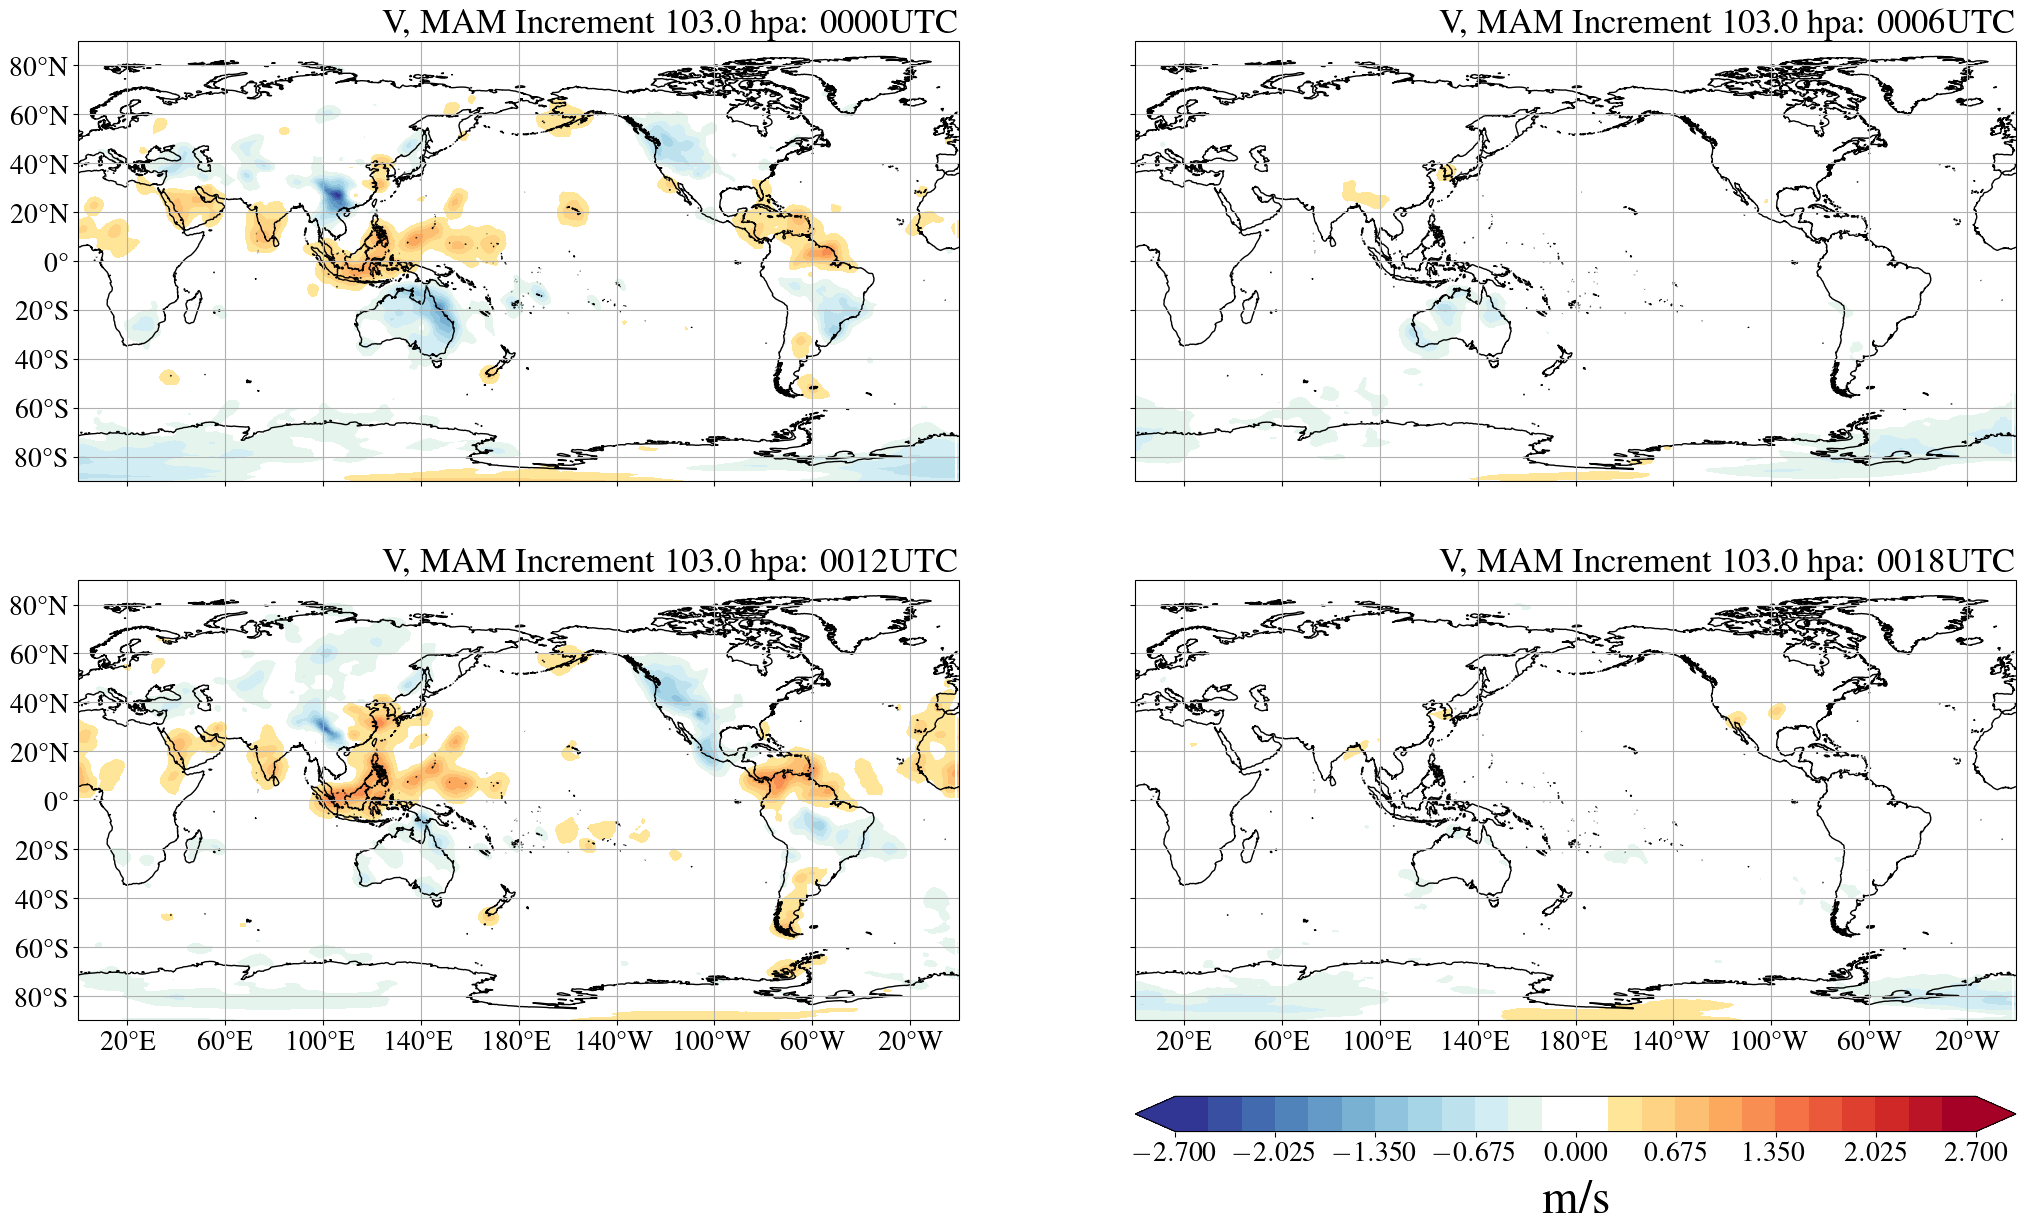 V, MAM Increment 103.0 hpa: 0000UTC
V, MAM Increment 103.0 hpa: 0006UTC
80°N
60°N
40°N
20°N
0°
20°S
40°S
60°S
80°S
V, MAM Increment 103.0 hpa: 0012UTC
V, MAM Increment 103.0 hpa: 0018UTC
80°N
60°N
40°N
20°N
0°
20°S
40°S
60°S
80°S
20°E 60°E 100°E 140°E 180°E 140°W 100°W 60°W 20°W
20°E 60°E 100°E 140°E 180°E 140°W 100°W 60°W 20°W
−2.700 −2.025 −1.350 −0.675 0.000 0.675 1.350 2.025 2.700
m/s